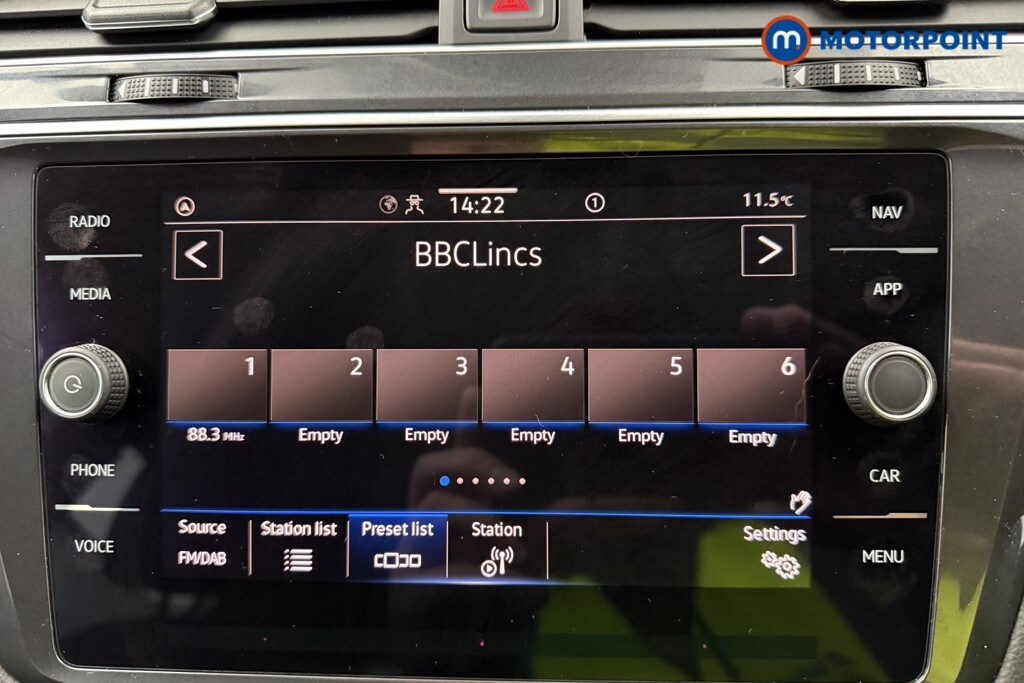 m MOTORPOINT
RADIO
MEDIA
PHONE
VOICE
14:22
1
11.5°C
< BBCLincs >
1 2 3 4 5 6
88.3 MHz Empty Empty Empty Empty Empty
Source
FM/DAB
Station list
Preset list
Station
Settings
NAV
APP
CAR
MENU